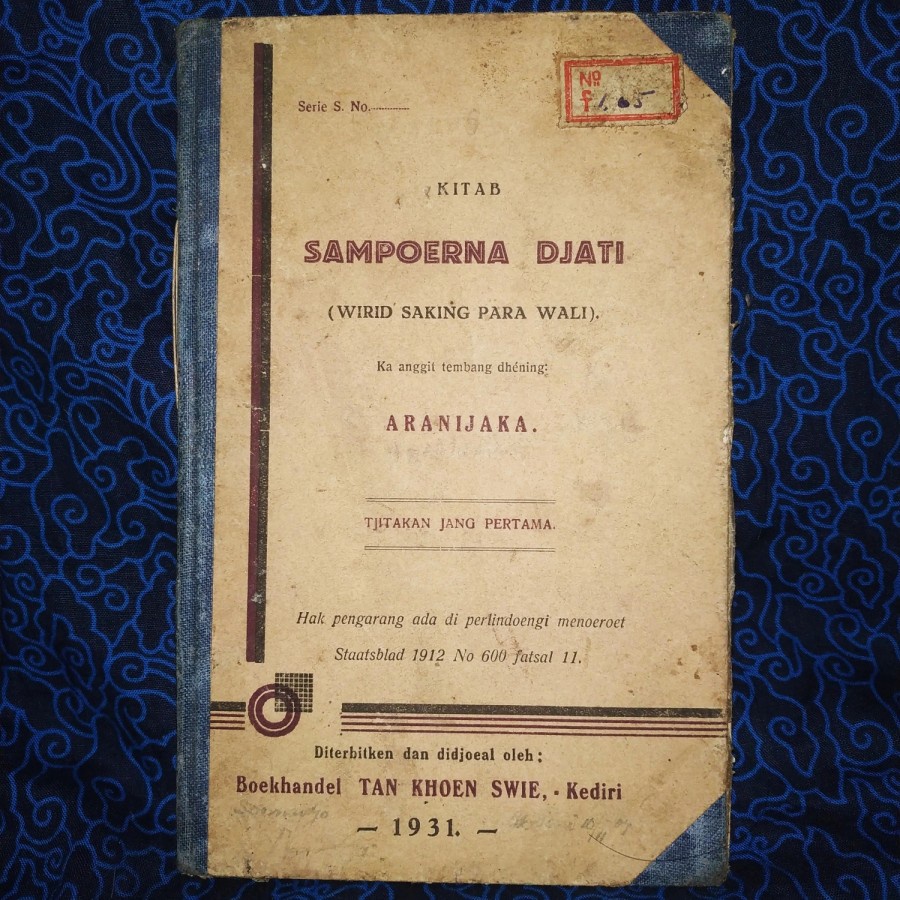 Serie S. No.
No
f 1,65
KITAB
SAMPOERNA DJATI
(WIRID SAKING PARA WALI).
Ka anggit tembang dhéning:
ARANIJAKA.
TJITAKAN JANG PERTAMA.
Hak pengarang ada di perlindoengi menoeroet
Staatsblad 1912 No 600 fatsal 11.
Diterbitken dan didjoeal oleh:
Boekhandel TAN KHOEN SWIE, - Kediri
— 1931. —